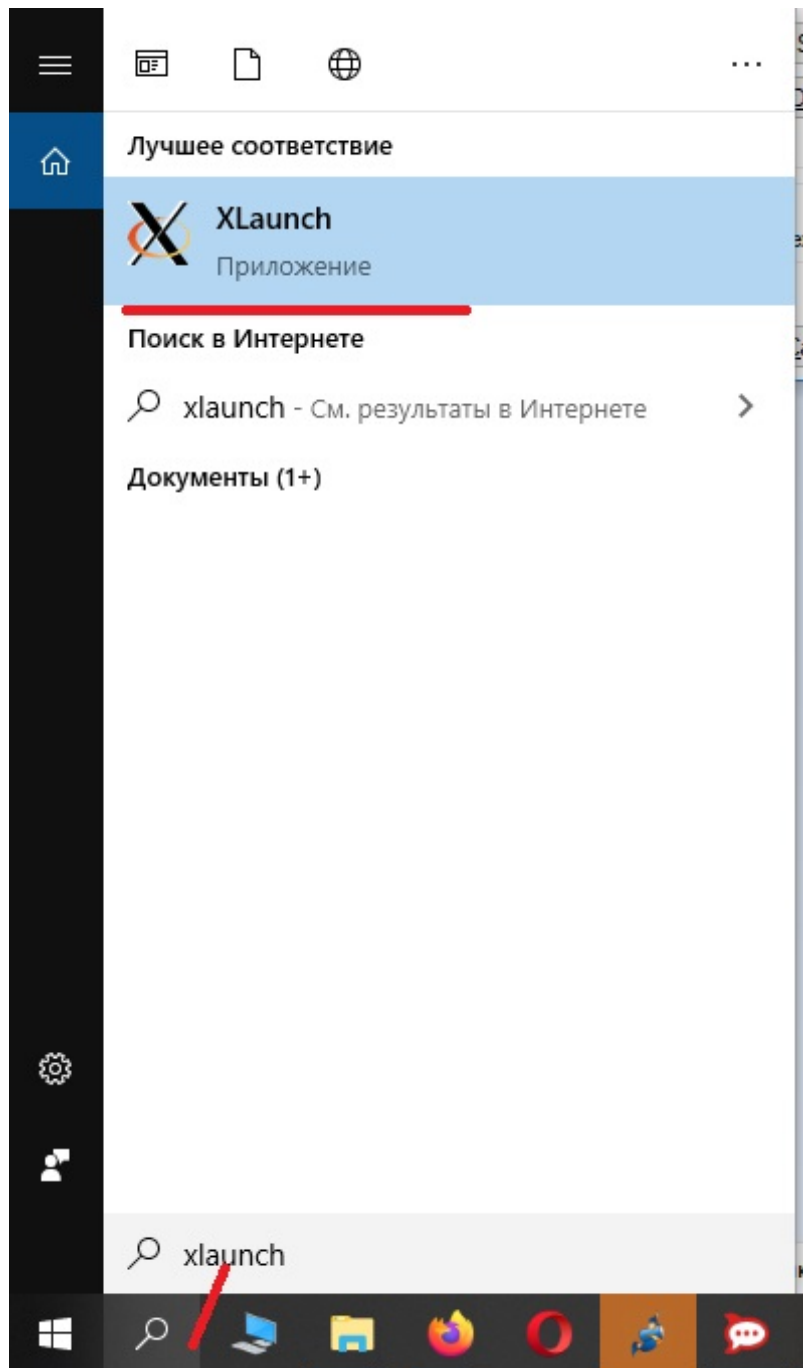 Лучшее соответствие
XLaunch
Приложение
Поиск в Интернете
xlaunch - См. результаты в Интернете
Документы (1+)
xlaunch